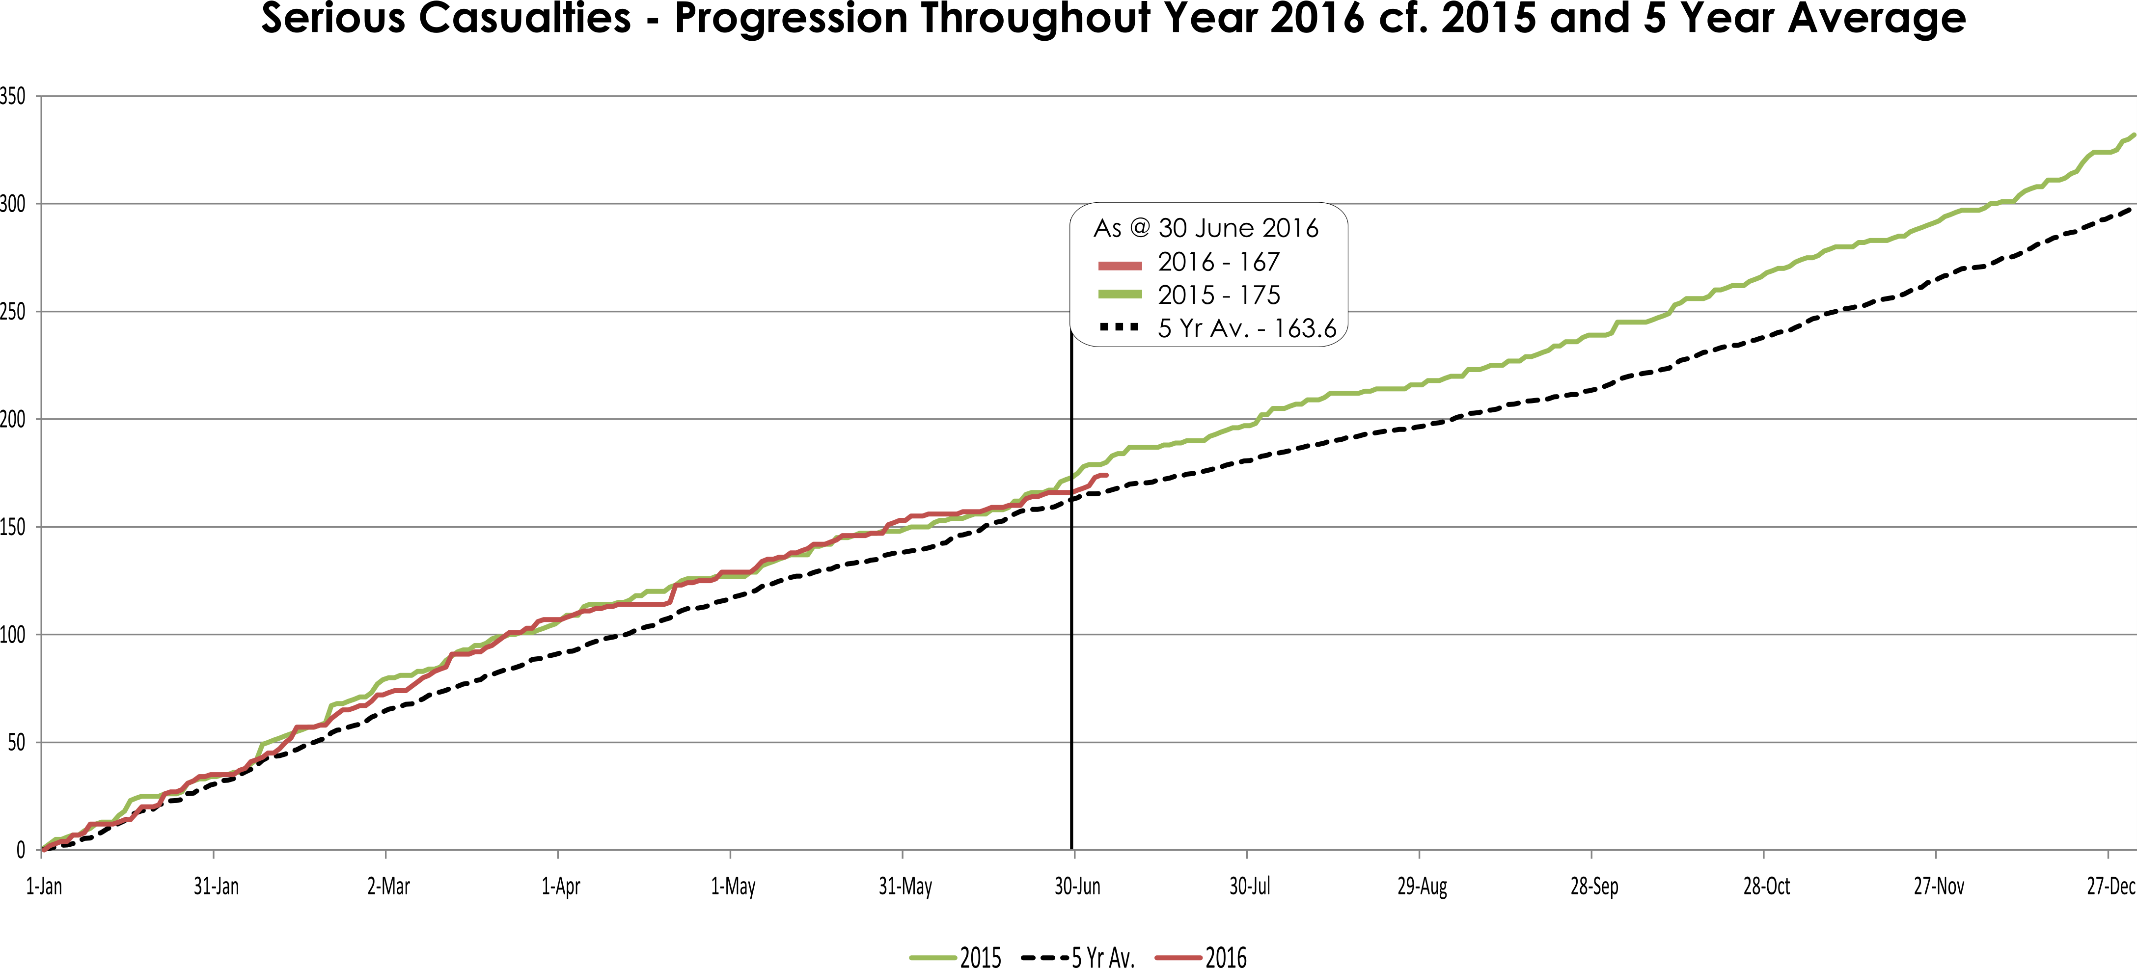 Serious Casualties - Progression Throughout Year 2016 cf. 2015 and 5 Year Average
350
300
250
200
150
100
50
0
As @ 30 June 2016
2016 - 167
2015 - 175
5 Yr Av. - 163.6
1-Jan 31-Jan 2-Mar 1-Apr 1-May 31-May 30-Jun 30-Jul 29-Aug 28-Sep 28-Oct 27-Nov 27-Dec
2015 5 Yr Av. 2016